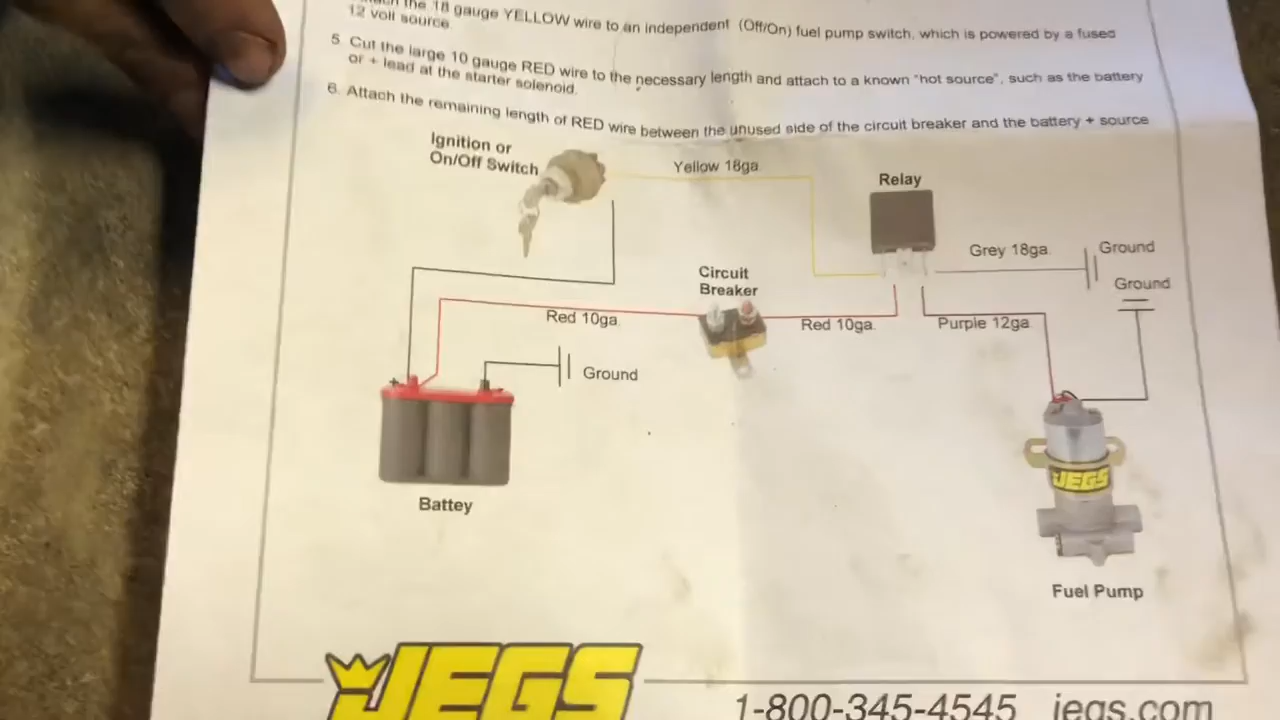 the 18 gauge YELLOW wire to an independent (Off/On) fuel pump switch, which is powered by a fused
12 volt source.
5. Cut the large 10 gauge RED wire to the necessary length and attach to a known "hot source", such as the battery
or + lead at the starter solenoid.
6. Attach the remaining length of RED wire between the unused side of the circuit breaker and the battery + source
Ignition or
On/Off Switch
Yellow 18ga.
Relay
Grey 18ga.
Ground
Ground
Circuit
Breaker
Red 10ga.
Red 10ga.
Purple 12ga.
Ground
+
-
JEGS
Battey
Fuel Pump
JEGS
1-800-345-4545 jegs.com